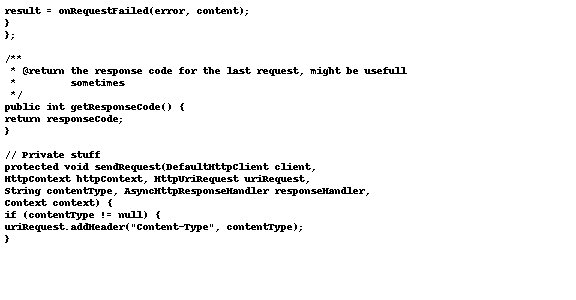 result = onRequestFailed(error, content);
}
};

/**
 * @return the response code for the last request, might be usefull
 *         sometimes
 */
public int getResponseCode() {
return responseCode;
}

// Private stuff
protected void sendRequest(DefaultHttpClient client,
HttpContext httpContext, HttpUriRequest uriRequest,
String contentType, AsyncHttpResponseHandler responseHandler,
Context context) {
if (contentType != null) {
uriRequest.addHeader("Content-Type", contentType);
}